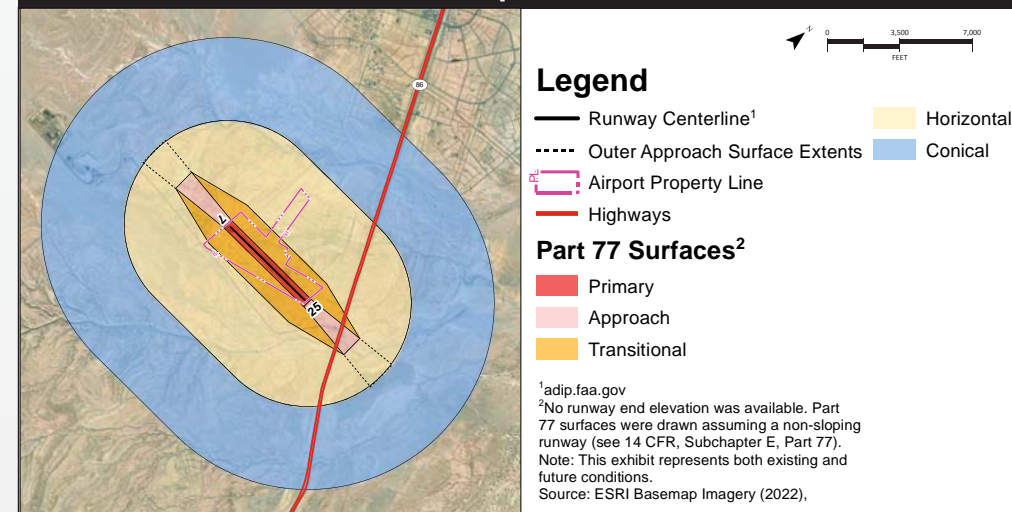 86
7
25
N
0 3,500 7,000
FEET
Legend
Runway Centerline¹
Outer Approach Surface Extents
PL
Airport Property Line
Highways
Horizontal
Conical
Part 77 Surfaces²
Primary
Approach
Transitional
¹adip.faa.gov
²No runway end elevation was available. Part
77 surfaces were drawn assuming a non-sloping
runway (see 14 CFR, Subchapter E, Part 77).
Note: This exhibit represents both existing and
future conditions.
Source: ESRI Basemap Imagery (2022),